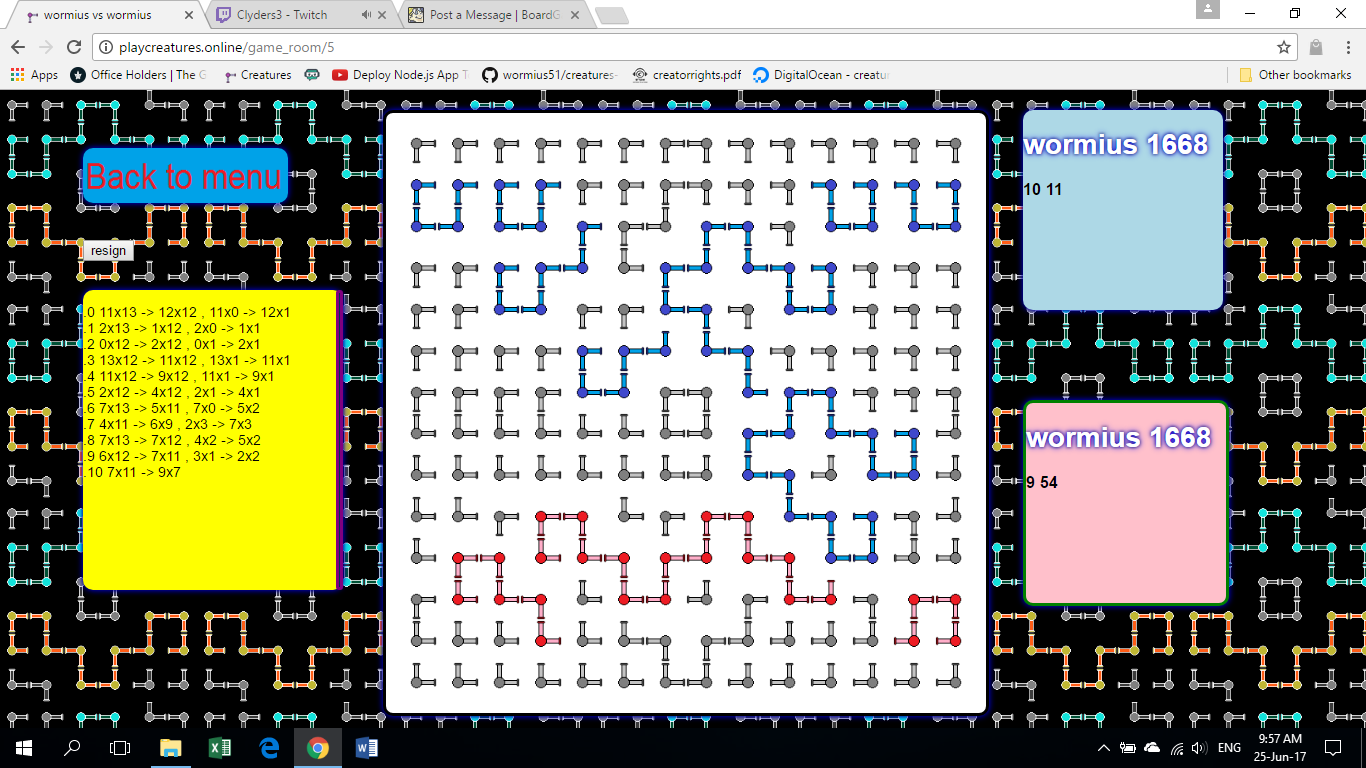 wormius vs wormius
Clyders3 - Twitch
Post a Message | BoardG
playcreatures.online/game_room/5
Apps
Office Holders | The G
Creatures
Deploy Node.js App T
wormius51/creatures-
creatorrights.pdf
DigitalOcean - creatur
Other bookmarks
Back to menu
resign
.0 11x13 -> 12x12 , 11x0 -> 12x1
.1 2x13 -> 1x12 , 2x0 -> 1x1
.2 0x12 -> 2x12 , 0x1 -> 2x1
.3 13x12 -> 11x12 , 13x1 -> 11x1
.4 11x12 -> 9x12 , 11x1 -> 9x1
.5 2x12 -> 4x12 , 2x1 -> 4x1
.6 7x13 -> 5x11 , 7x0 -> 5x2
.7 4x11 -> 6x9 , 2x3 -> 7x3
.8 7x13 -> 7x12 , 4x2 -> 5x2
.9 6x12 -> 7x11 , 3x1 -> 2x2
.10 7x11 -> 9x7
wormius 1668
10 11
wormius 1668
9 54
ENG
9:57 AM
25-Jun-17